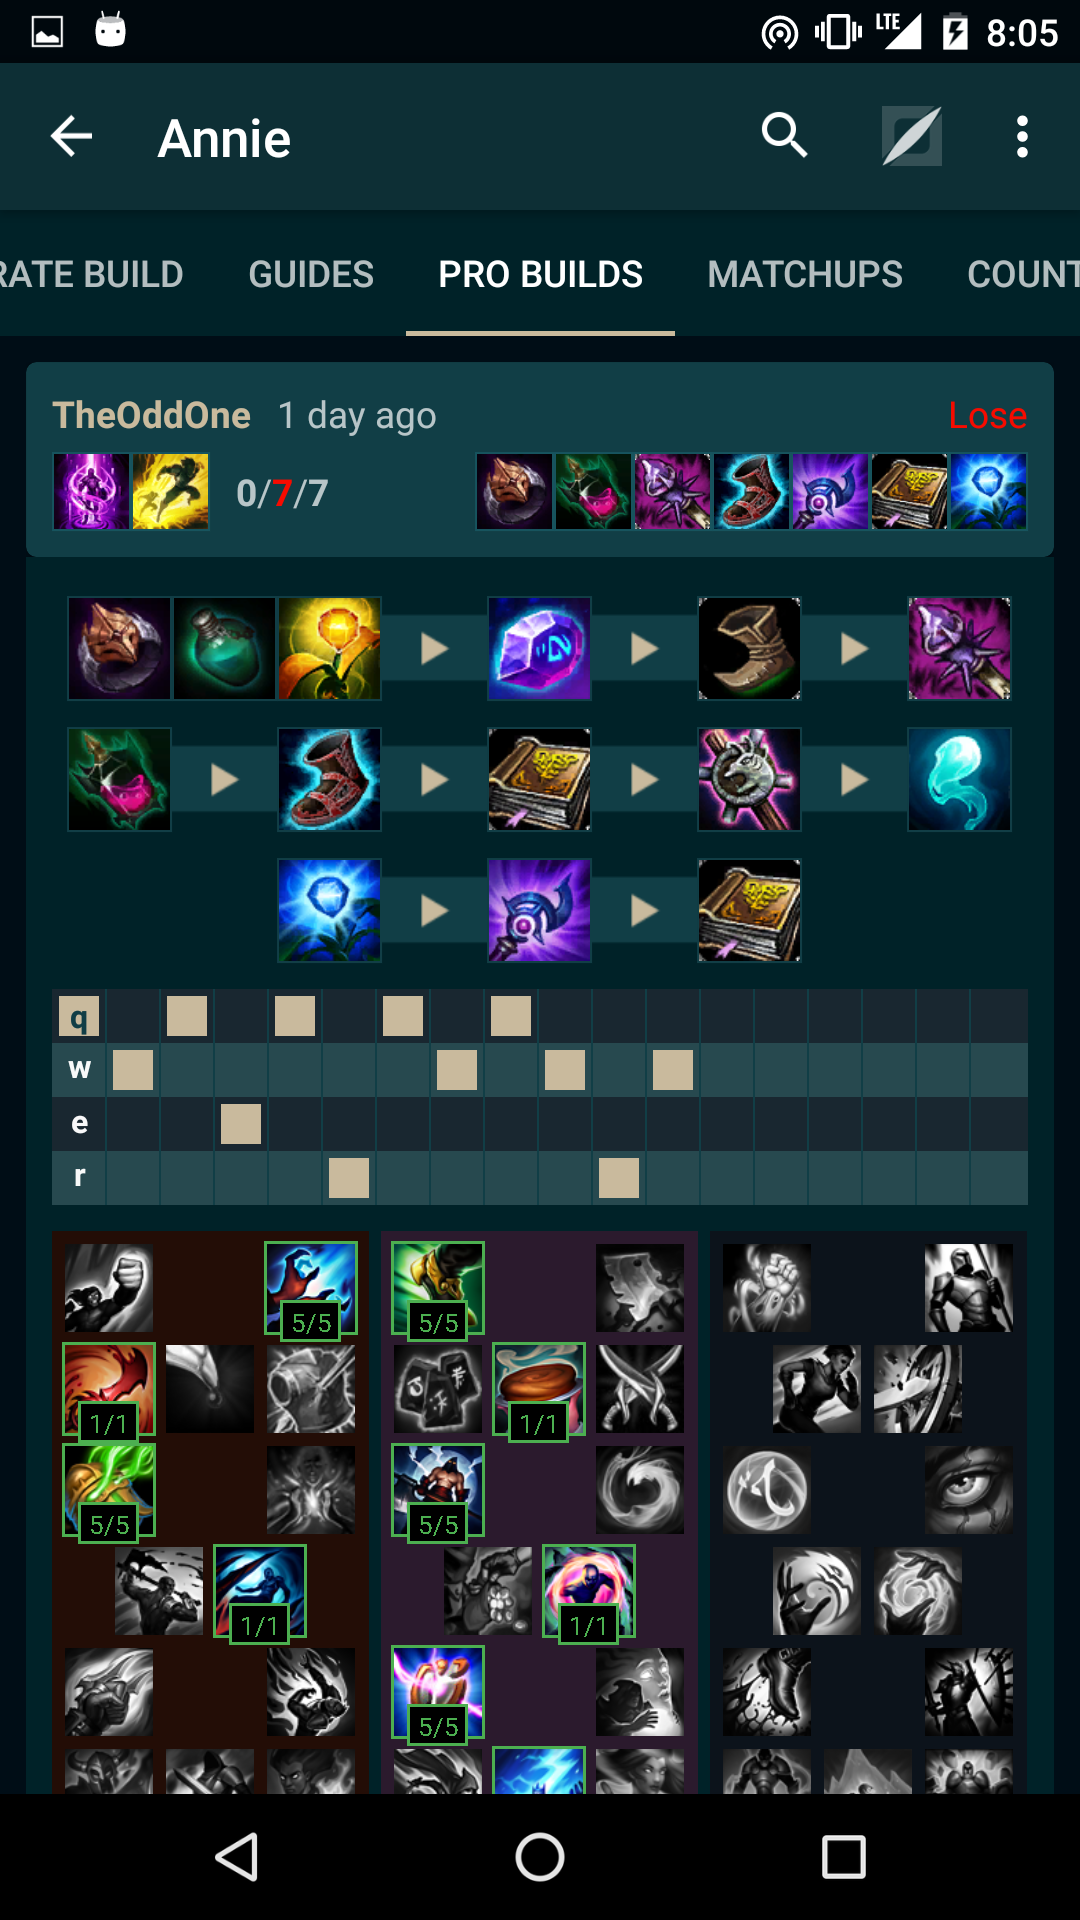 LTE 8:05
Annie
RATE BUILD GUIDES PRO BUILDS MATCHUPS COUNT
TheOddOne 1 day ago Lose
0/7/7
q
w
e
r
5/5 5/5
1/1 1/1
5/5 5/5
1/1 1/1
5/5